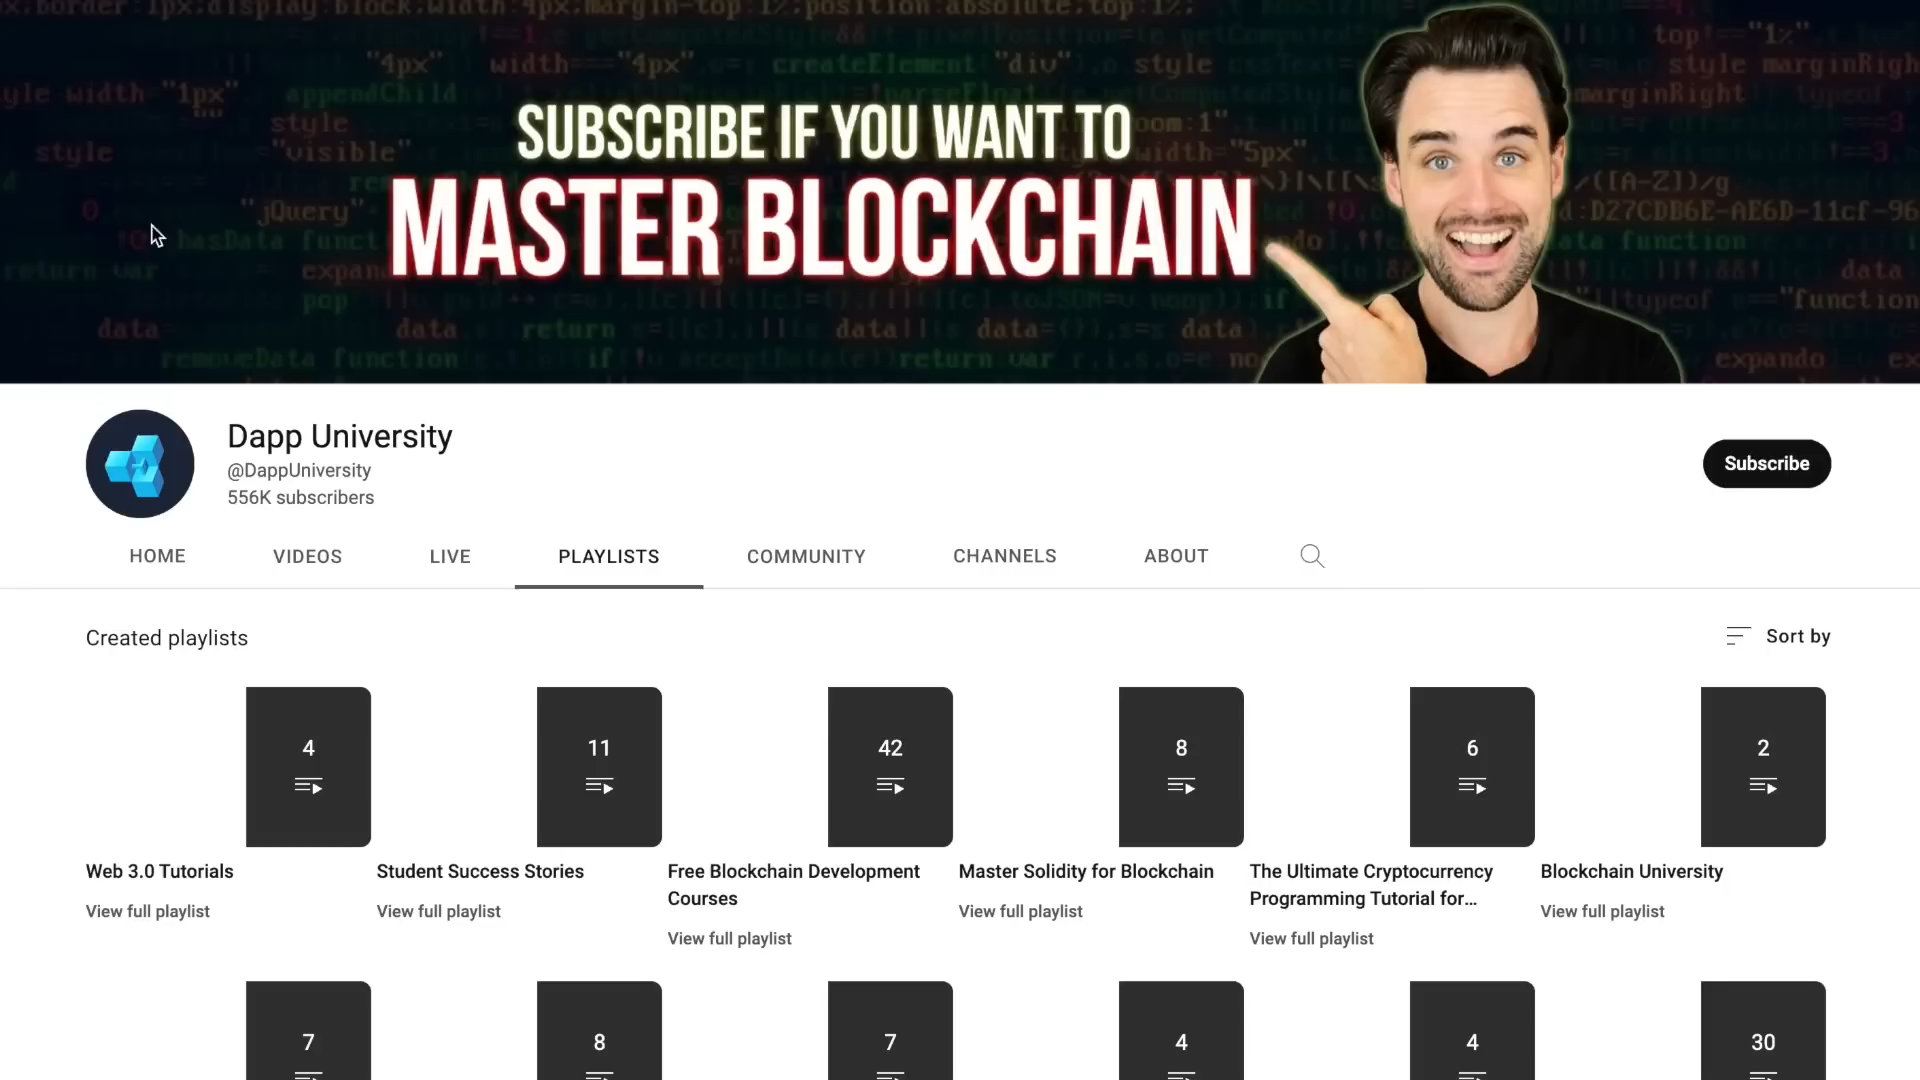 SUBSCRIBE IF YOU WANT TO
MASTER BLOCKCHAIN
Dapp University
@DappUniversity
556K subscribers
Subscribe
HOME VIDEOS LIVE PLAYLISTS COMMUNITY CHANNELS ABOUT
Created playlists
Sort by
4 11 42 8 6 2
Web 3.0 Tutorials
View full playlist
Student Success Stories
View full playlist
Free Blockchain Development
Courses
View full playlist
Master Solidity for Blockchain
View full playlist
The Ultimate Cryptocurrency
Programming Tutorial for...
View full playlist
Blockchain University
View full playlist
7 8 7 4 4 30